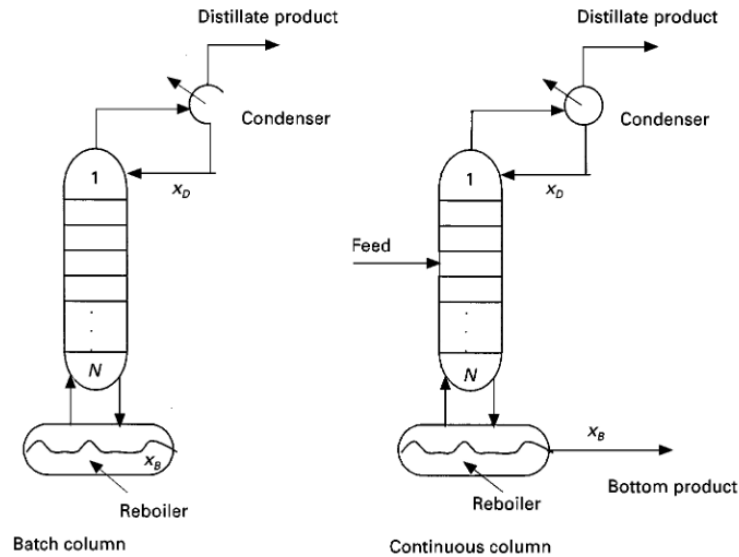 Distillate product
Condenser
1
x_D
N
x_B
Reboiler
Batch column
Distillate product
Condenser
1
x_D
Feed
N
x_B
Reboiler
Bottom product
Continuous column